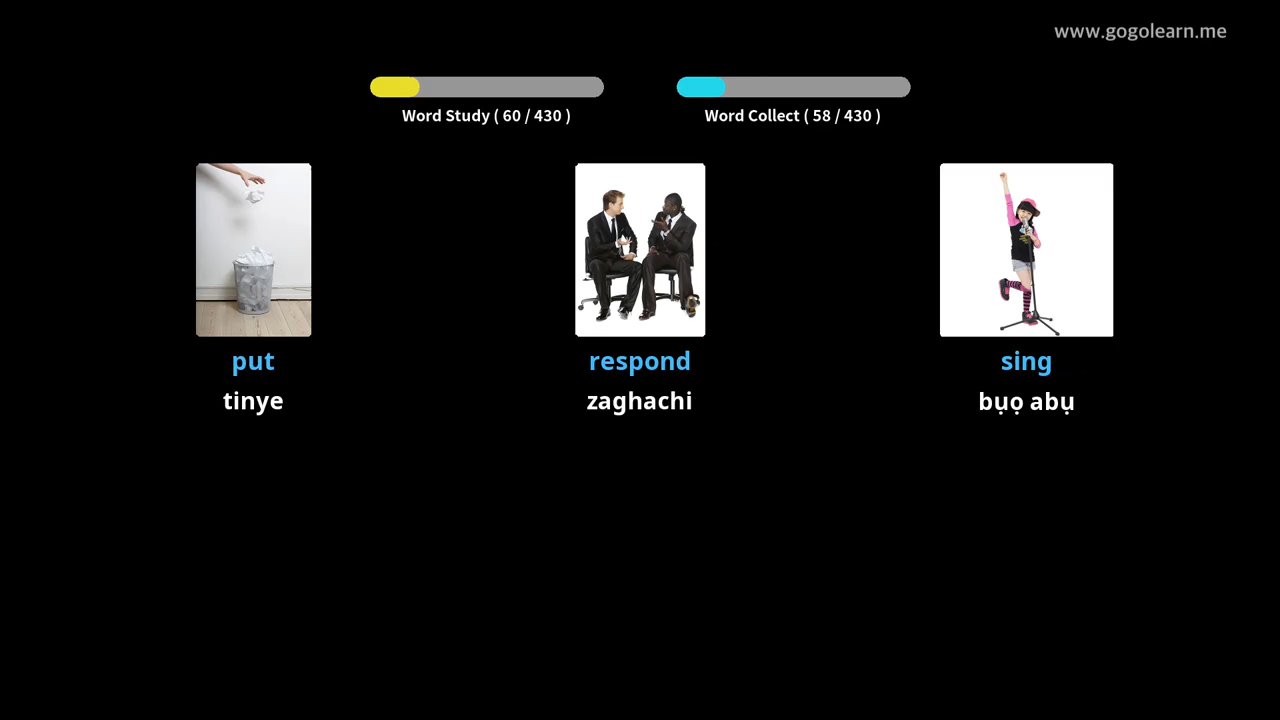 www.gogolearn.me
Word Study ( 60 / 430 )
Word Collect ( 58 / 430 )
put
respond
sing
tinye
zaghachi
bụọ abụ